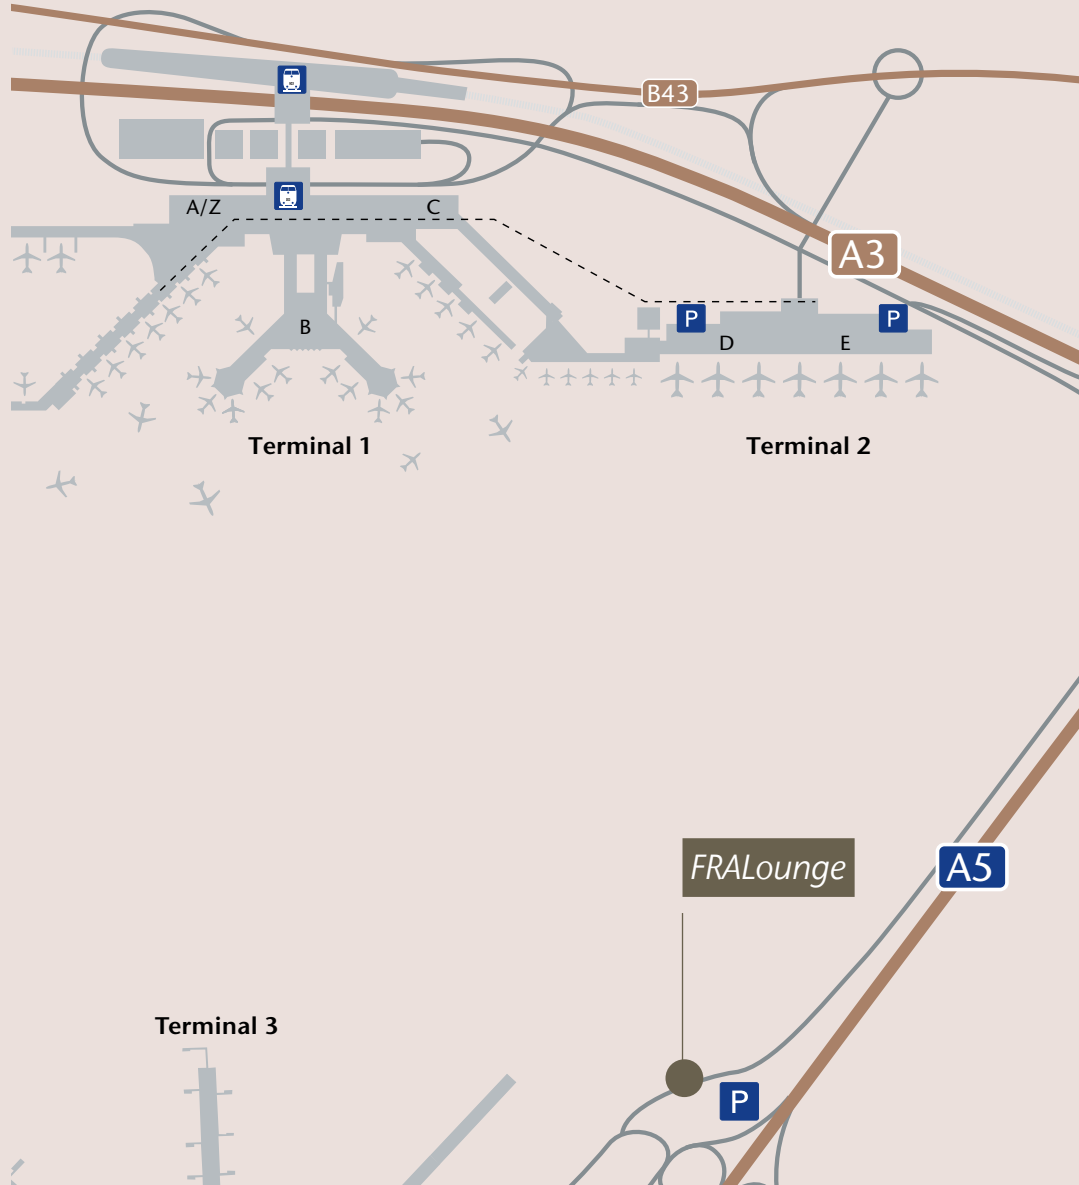 B43
A/Z
C
A3
B
P
P
D
E
Terminal 1
Terminal 2
FRALounge
A5
Terminal 3
P